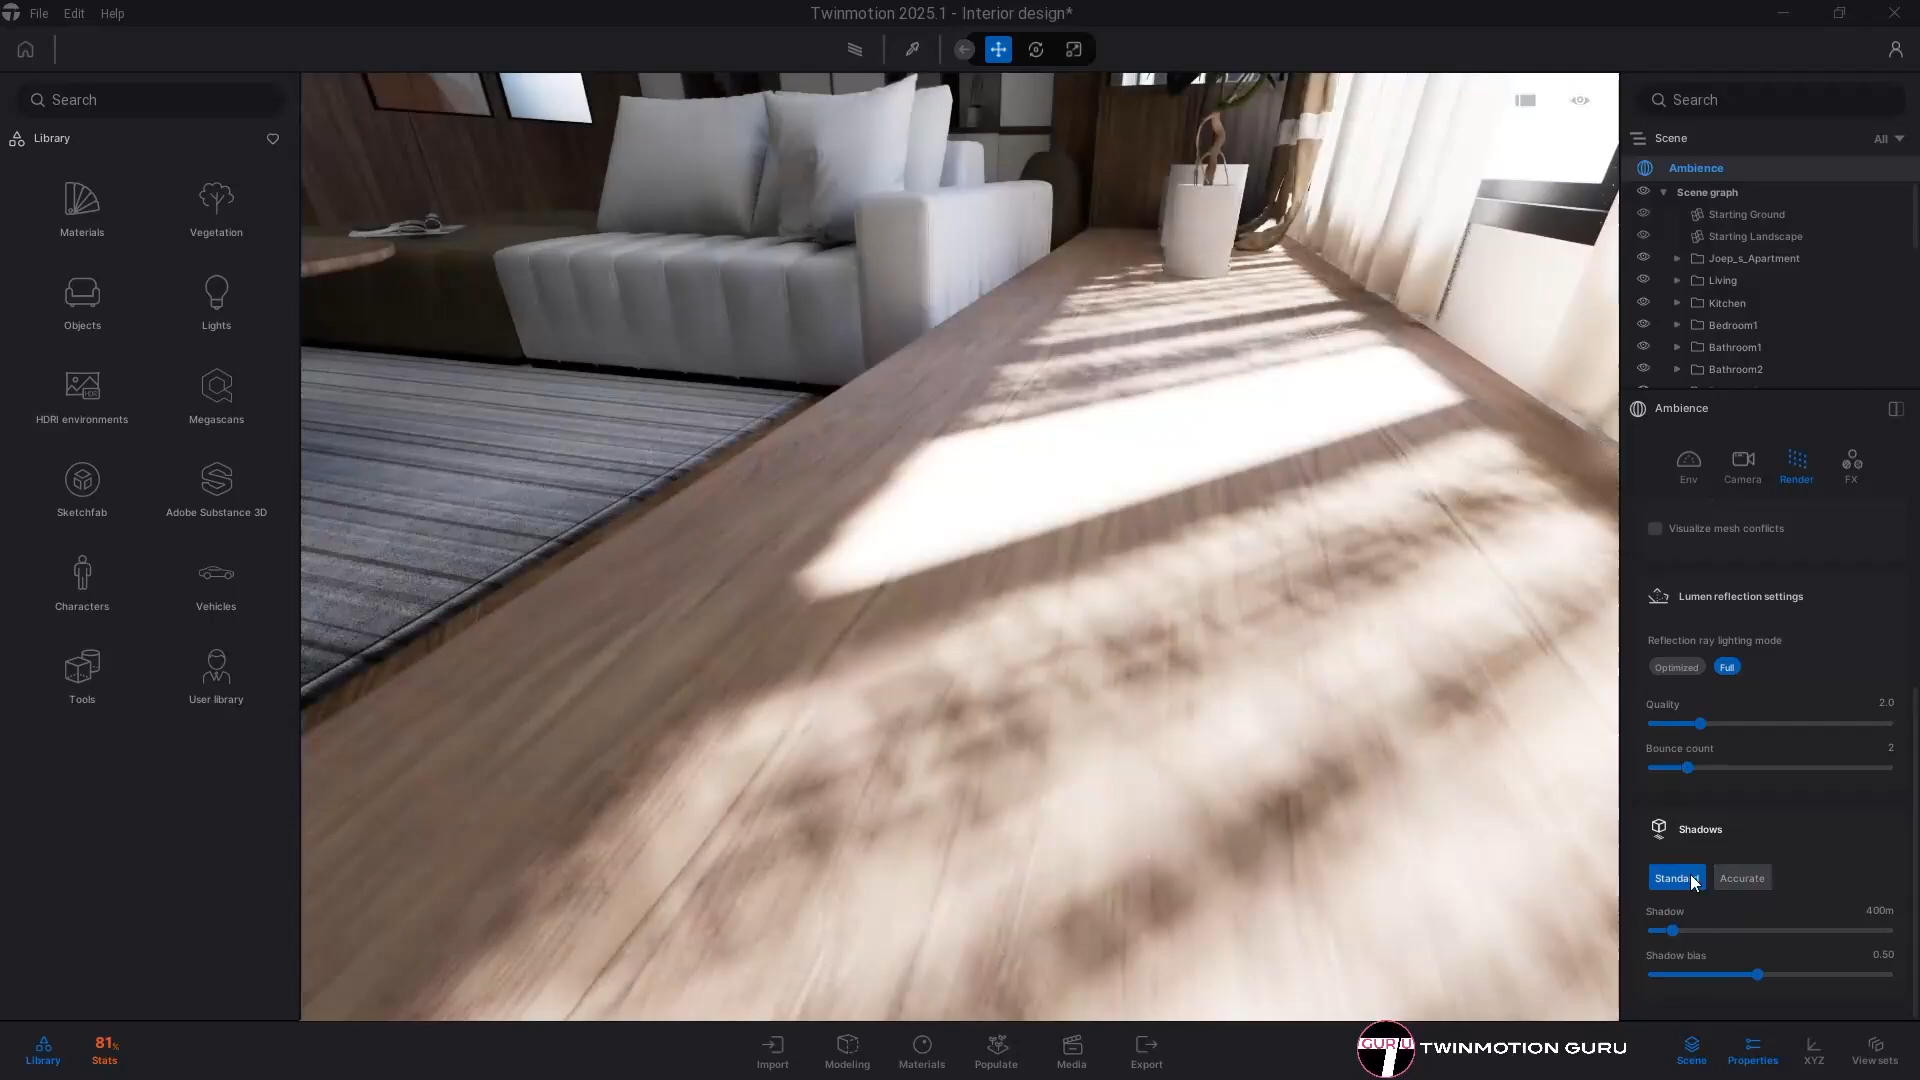 File Edit Help
Twinmotion 2025.1 - Interior design*
Search
Library
Materials
Vegetation
Objects
Lights
HDRI environments
Megascans
Sketchfab
Adobe Substance 3D
Characters
Vehicles
Tools
User library
Search
Scene
All
Ambience
Scene graph
Starting Ground
Starting Landscape
Joep_s_Apartment
Living
Kitchen
Bedroom1
Bathroom1
Bathroom2
Ambience
Env
Camera
Render
FX
Visualize mesh conflicts
Lumen reflection settings
Reflection ray lighting mode
Optimized
Full
Quality 2.0
Bounce count 2
Shadows
Standard
Accurate
Shadow 400m
Shadow bias 0.50
Library
81%
Stats
Import
Modeling
Materials
Populate
Media
Export
GURU
TWINMOTION GURU
Scene
Properties
XYZ
View sets